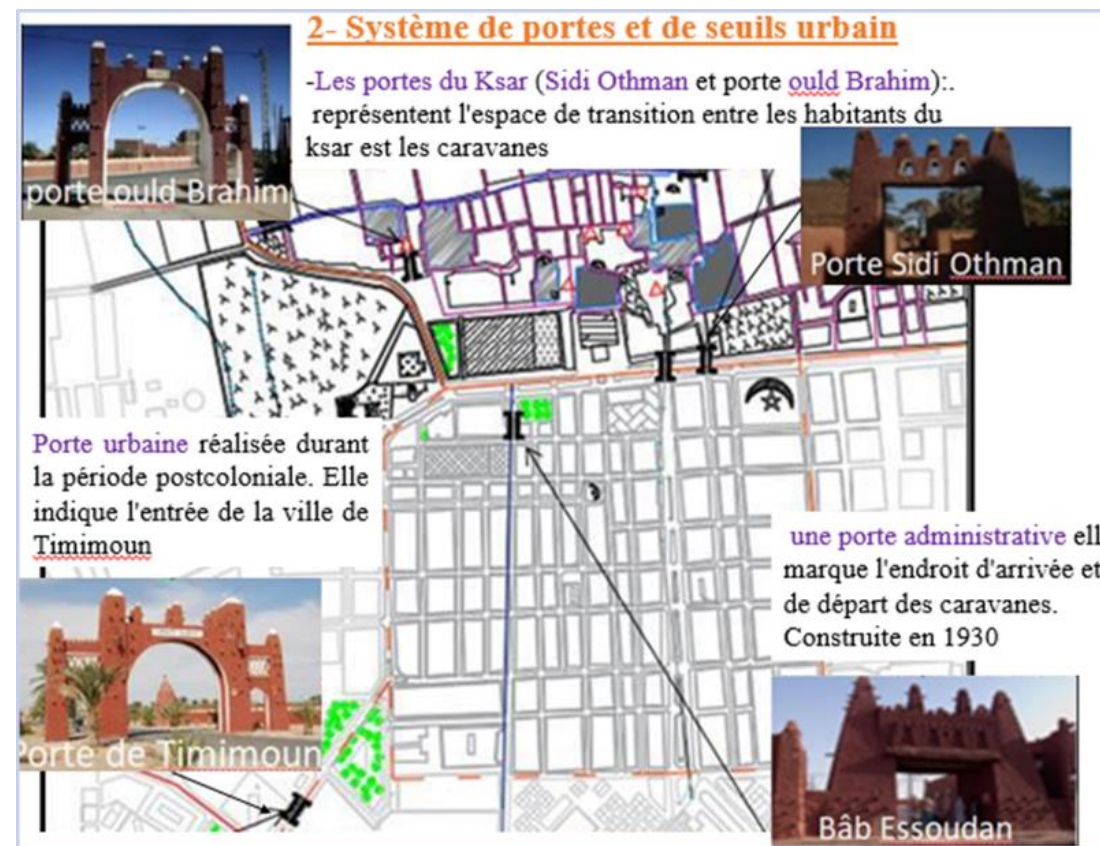 2- Système de portes et de seuils urbain
-Les portes du Ksar (Sidi Othman et porte ould Brahim):.
représentent l'espace de transition entre les habitants du
ksar est les caravanes
porte ould Brahim
Porte Sidi Othman
Porte urbaine réalisée durant
la période postcoloniale. Elle
indique l'entrée de la ville de
Timimoun
une porte administrative ell
marque l'endroit d'arrivée et
de départ des caravanes.
Construite en 1930
Porte de Timimoun
Bâb Essoudan